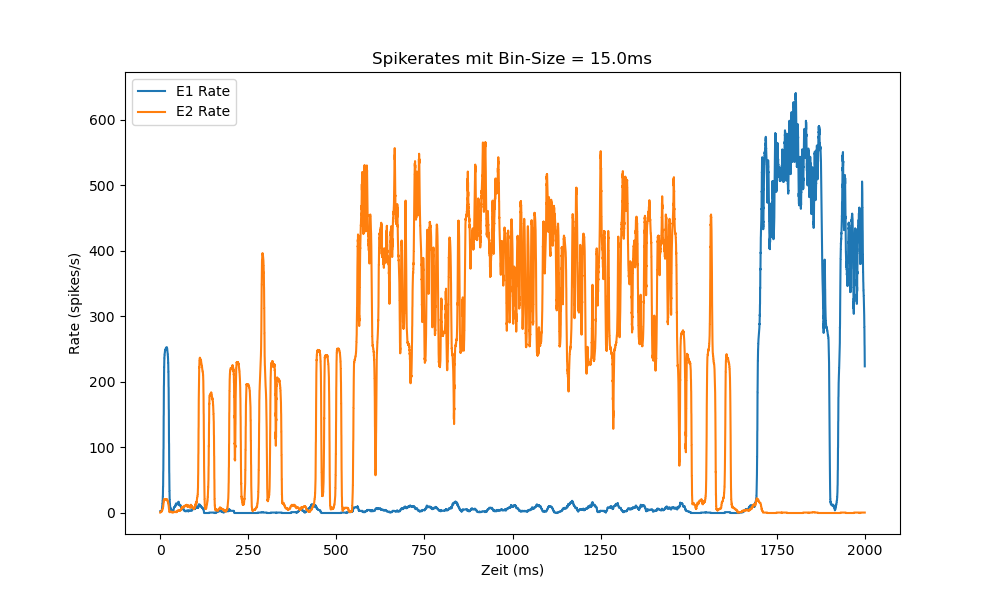 Spikerates mit Bin-Size = 15.0ms
E1 Rate
E2 Rate
Rate (spikes/s)
600
500
400
300
200
100
0
0 250 500 750 1000 1250 1500 1750 2000
Zeit (ms)